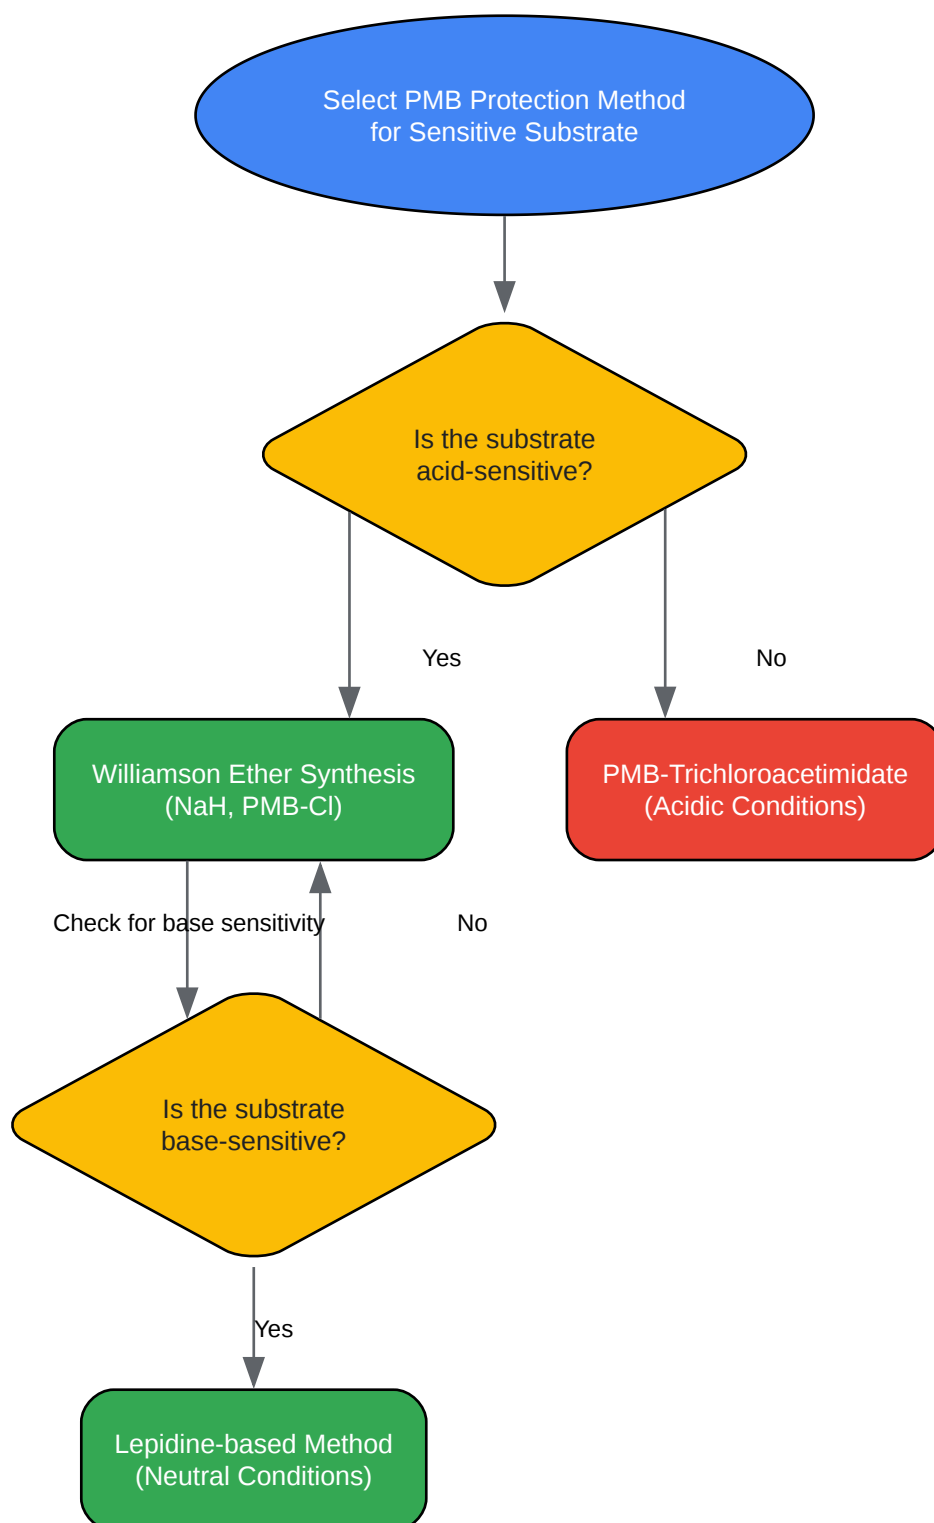 Select PMB Protection Method
for Sensitive Substrate
Is the substrate
acid-sensitive?
Yes
No
Williamson Ether Synthesis
(NaH, PMB-Cl)
PMB-Trichloroacetimidate
(Acidic Conditions)
Check for base sensitivity
No
Is the substrate
base-sensitive?
Yes
Lepidine-based Method
(Neutral Conditions)